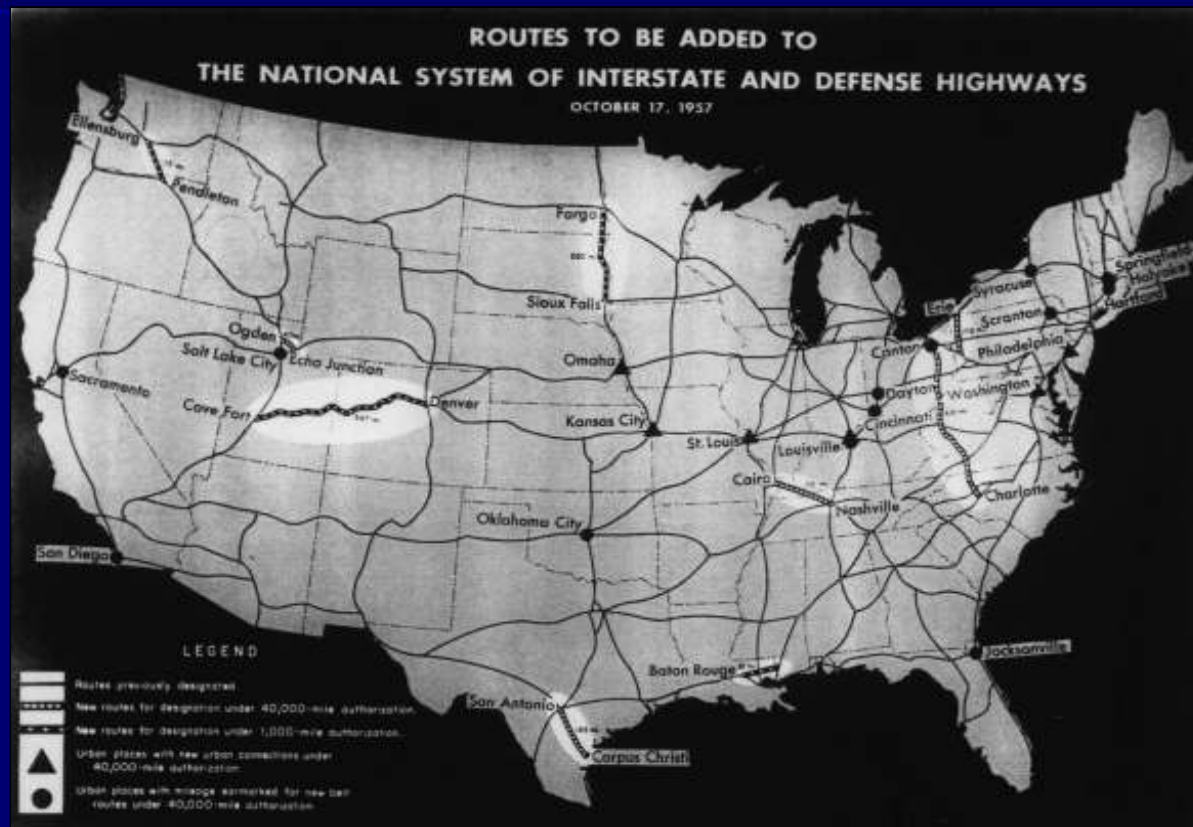 ROUTES TO BE ADDED TO
THE NATIONAL SYSTEM OF INTERSTATE AND DEFENSE HIGHWAYS
OCTOBER 17, 1957
Ellensburg
Pendleton
Fargo
Sioux Falls
Springfield
Holyoke
Hartford
Syracuse
Erie
Scranton
Philadelphia
Canton
Ogden
Salt Lake City
Echo Junction
Omaha
Sacramento
Denver
Cove Fort
Kansas City
St. Louis
Dayton
Washington
Cincinnati
Louisville
Cairo
Nashville
Charlotte
Oklahoma City
San Diego
Jacksonville
Baton Rouge
San Antonio
Corpus Christi
LEGEND
Routes previously designated.
New routes for designation under 40,000-mile authorization.
New routes for designation under 1,000-mile authorization.
Urban places with new urban connections under
40,000-mile authorization.
Urban places with mileage earmarked for new belt
routes under 40,000-mile authorization.